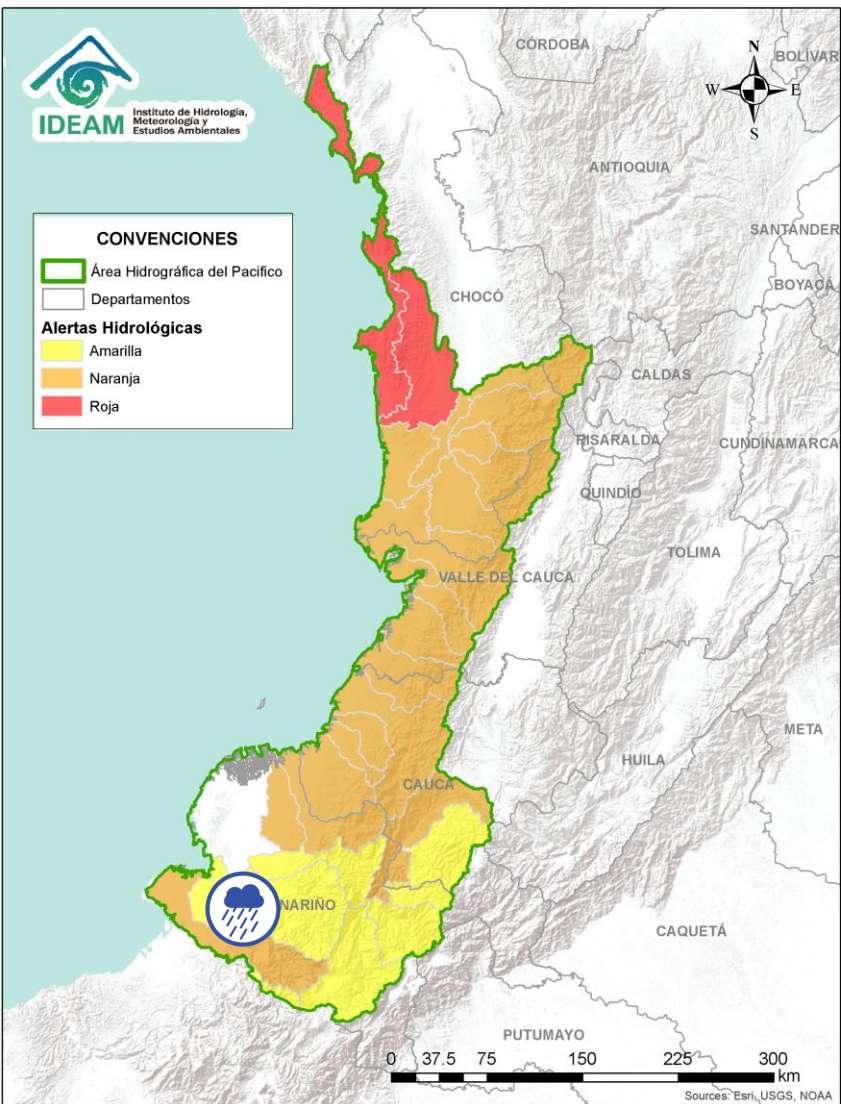 IDEAM
Instituto de Hidrología,
Meteorología y
Estudios Ambientales
N
W
E
S
CÓRDOBA
BOLÍVAR
ANTIOQUIA
SANTANDER
BOYACÁ
CONVENCIONES
Área Hidrográfica del Pacifico
Departamentos
Alertas Hidrológicas
Amarilla
Naranja
Roja
CHOCÓ
CALDAS
RISARALDA
CUNDINAMARCA
QUINDÍO
TOLIMA
VALLE DEL CAUCA
META
HUILA
CAUCA
NARIÑO
CAQUETÁ
PUTUMAYO
0 37.5 75 150 225 300
km
Sources: Esri, USGS, NOAA